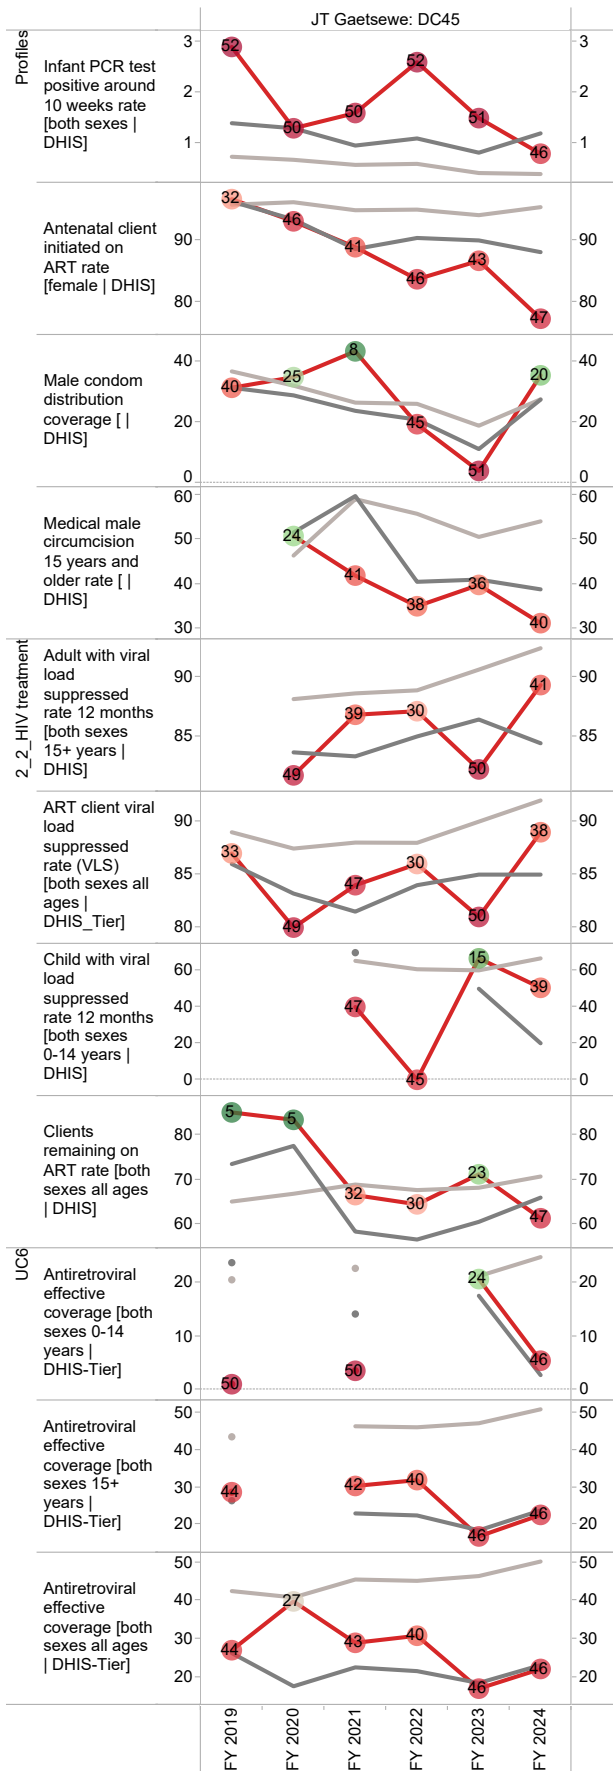 JT Gaetsewe: DC45
Profiles
Infant PCR test
positive around
10 weeks rate
[both sexes |
DHIS]
3
2
1
52
50
50
52
51
46
3
2
1
Antenatal client
initiated on
ART rate
[female | DHIS]
90
80
32
46
41
46
43
47
90
80
Male condom
distribution
coverage [ |
DHIS]
40
20
0
40
25
8
45
51
20
40
20
0
Medical male
circumcision
15 years and
older rate [ |
DHIS]
60
50
40
30
24
41
38
36
40
60
50
40
30
2_2_HIV treatment
Adult with viral
load
suppressed
rate 12 months
[both sexes
15+ years |
DHIS]
90
85
49
39
30
50
41
90
85
ART client viral
load
suppressed
rate (VLS)
[both sexes all
ages |
DHIS_Tier]
90
85
80
33
49
47
30
50
38
90
85
80
Child with viral
load
suppressed
rate 12 months
[both sexes
0-14 years |
DHIS]
60
40
20
0
47
45
15
39
60
40
20
0
Clients
remaining on
ART rate [both
sexes all ages
| DHIS]
80
70
60
5
5
32
30
23
47
80
70
60
UC6
Antiretroviral
effective
coverage [both
sexes 0-14
years |
DHIS-Tier]
20
10
0
50
50
24
46
20
10
0
Antiretroviral
effective
coverage [both
sexes 15+
years |
DHIS-Tier]
50
40
30
20
44
42
40
46
46
50
40
30
20
Antiretroviral
effective
coverage [both
sexes all ages
| DHIS-Tier]
50
40
30
20
44
27
43
40
46
46
50
40
30
20
FY 2019
FY 2020
FY 2021
FY 2022
FY 2023
FY 2024